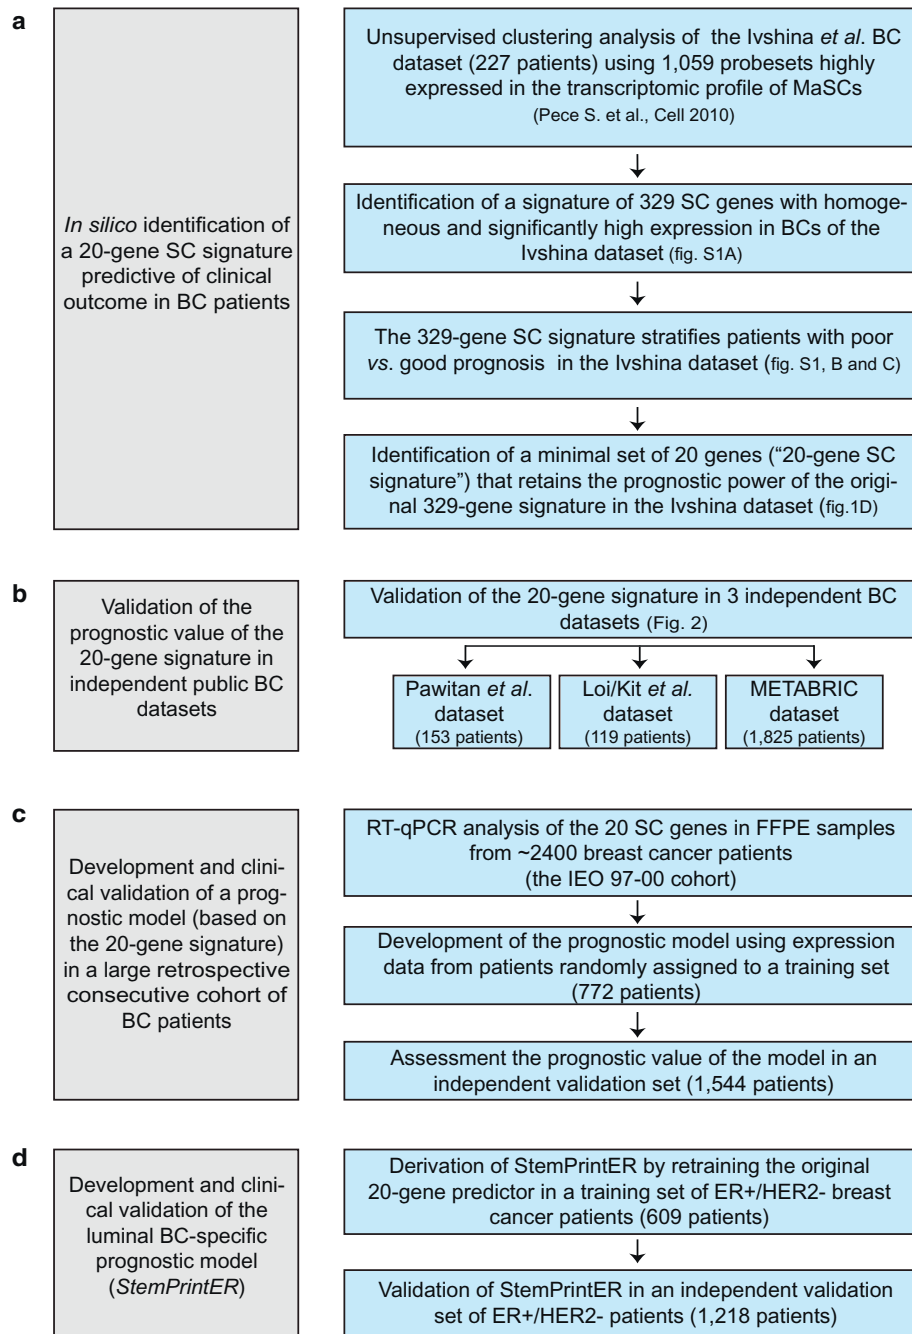 a
In silico identification of
a 20-gene SC signature
predictive of clinical
outcome in BC patients
Unsupervised clustering analysis of the Ivshina et al. BC
dataset (227 patients) using 1,059 probesets highly
expressed in the transcriptomic profile of MaSCs
(Pece S. et al., Cell 2010)
Identification of a signature of 329 SC genes with homoge-
neous and significantly high expression in BCs of the
Ivshina dataset (fig. S1A)
The 329-gene SC signature stratifies patients with poor
vs. good prognosis in the Ivshina dataset (fig. S1, B and C)
Identification of a minimal set of 20 genes (“20-gene SC
signature”) that retains the prognostic power of the origi-
nal 329-gene signature in the Ivshina dataset (fig.1D)
b
Validation of the
prognostic value of the
20-gene signature in
independent public BC
datasets
Validation of the 20-gene signature in 3 independent BC
datasets (Fig. 2)
Pawitan et al.
dataset
(153 patients)
Loi/Kit et al.
dataset
(119 patients)
METABRIC
dataset
(1,825 patients)
c
Development and clini-
cal validation of a prog-
nostic model (based on
the 20-gene signature)
in a large retrospective
consecutive cohort of
BC patients
RT-qPCR analysis of the 20 SC genes in FFPE samples
from ~2400 breast cancer patients
(the IEO 97-00 cohort)
Development of the prognostic model using expression
data from patients randomly assigned to a training set
(772 patients)
Assessment the prognostic value of the model in an
independent validation set (1,544 patients)
d
Development and clini-
cal validation of the
luminal BC-specific
prognostic model
(StemPrintER)
Derivation of StemPrintER by retraining the original
20-gene predictor in a training set of ER+/HER2- breast
cancer patients (609 patients)
Validation of StemPrintER in an independent validation
set of ER+/HER2- patients (1,218 patients)